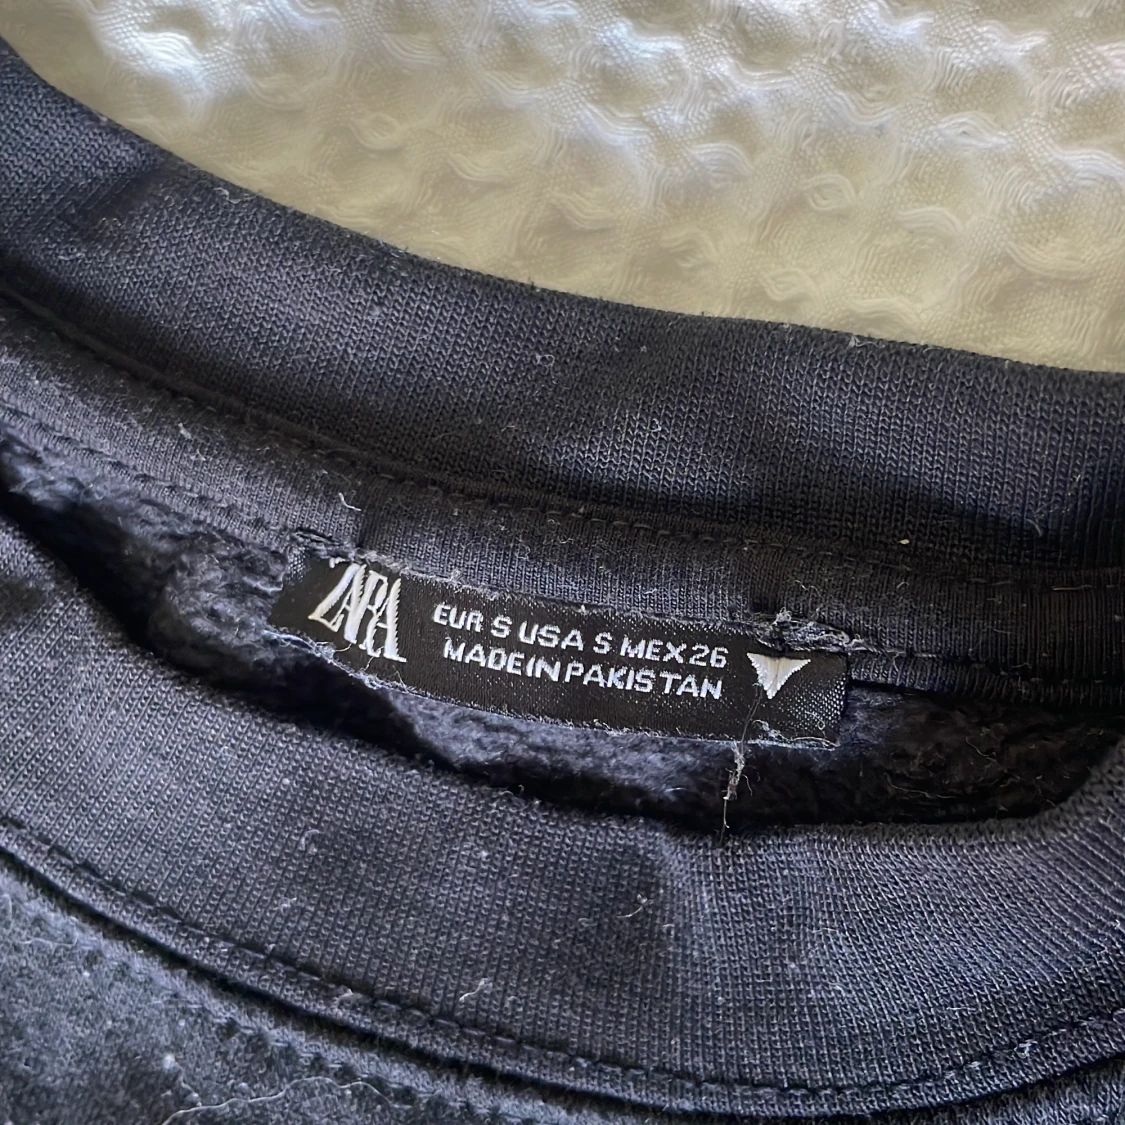 ZARA
EUR S USA S MEX 26
MADE IN PAKISTAN